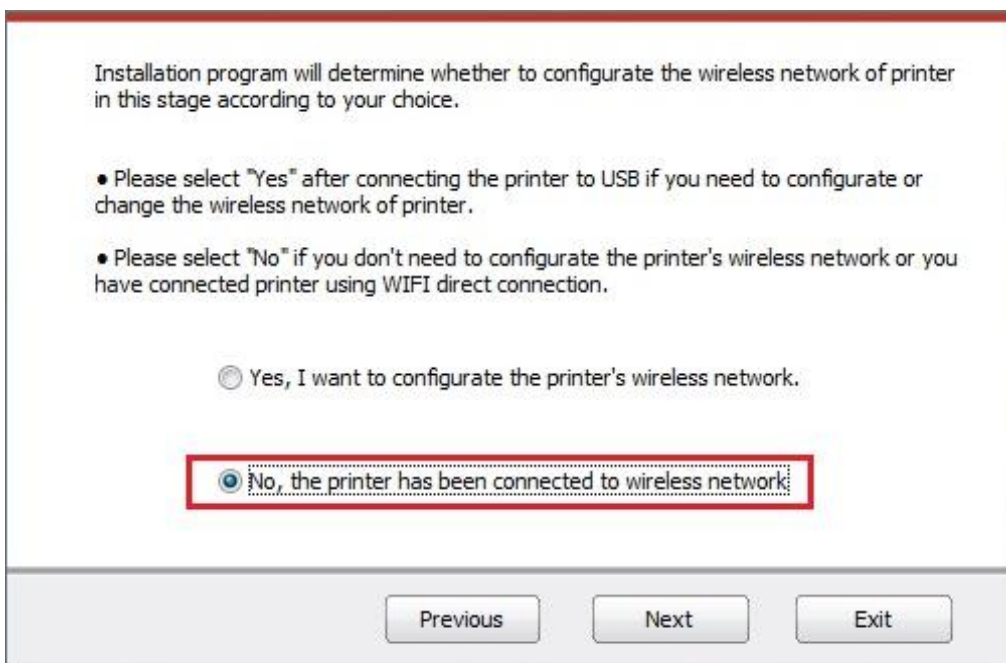 Installation program will determine whether to configurate the wireless network of printer
in this stage according to your choice.
● Please select "Yes" after connecting the printer to USB if you need to configurate or
change the wireless network of printer.
● Please select "No" if you don't need to configurate the printer's wireless network or you
have connected printer using WIFI direct connection.
Yes, I want to configurate the printer's wireless network.
No, the printer has been connected to wireless network
Previous Next Exit